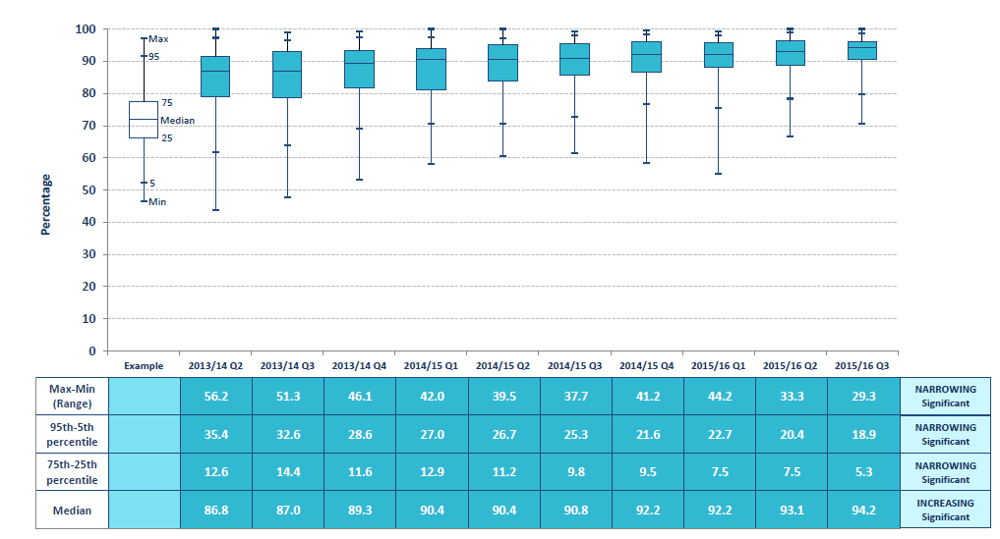 100
90
80
70
60
50
40
30
20
10
0
Percentage
Max
95
75
Median
25
5
Min
Example 2013/14 Q2 2013/14 Q3 2013/14 Q4 2014/15 Q1 2014/15 Q2 2014/15 Q3 2014/15 Q4 2015/16 Q1 2015/16 Q2 2015/16 Q3
Max-Min
(Range)
56.2 51.3 46.1 42.0 39.5 37.7 41.2 44.2 33.3 29.3
NARROWING
Significant
95th-5th
percentile
35.4 32.6 28.6 27.0 26.7 25.3 21.6 22.7 20.4 18.9
NARROWING
Significant
75th-25th
percentile
12.6 14.4 11.6 12.9 11.2 9.8 9.5 7.5 7.5 5.3
NARROWING
Significant
Median
86.8 87.0 89.3 90.4 90.4 90.8 92.2 92.2 93.1 94.2
INCREASING
Significant